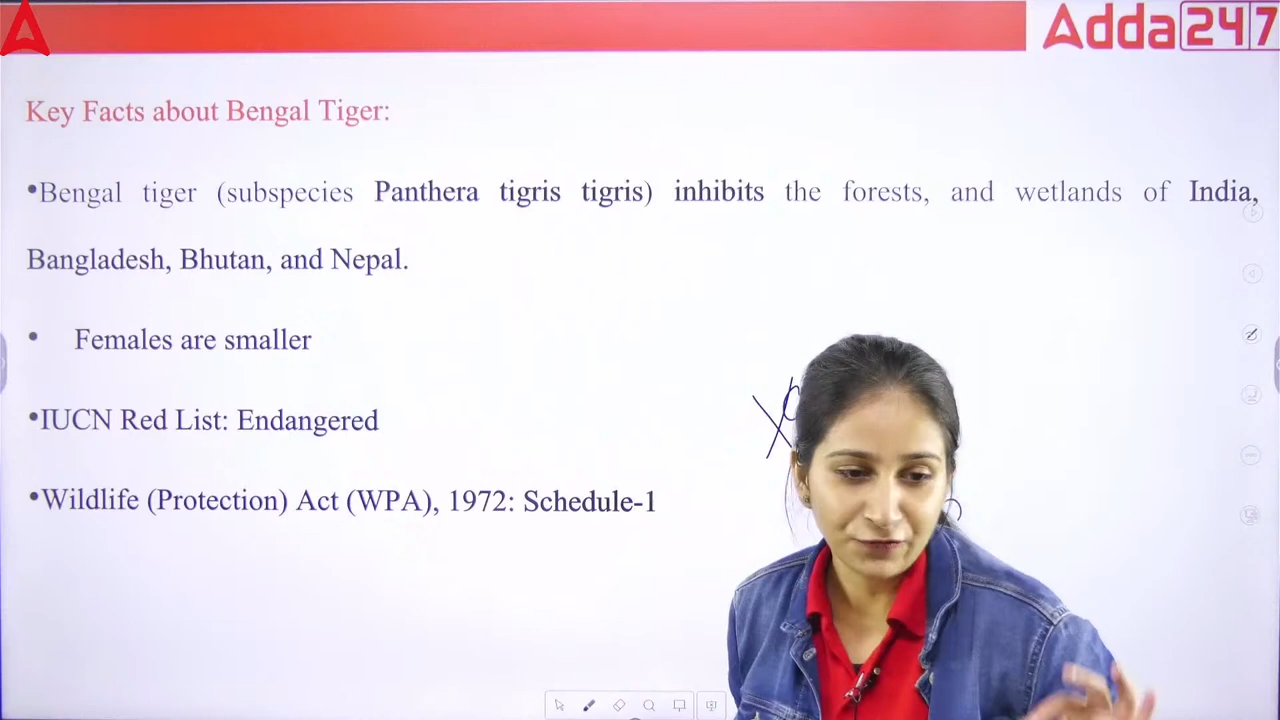 Adda247
Key Facts about Bengal Tiger:
•Bengal tiger (subspecies Panthera tigris tigris) inhibits the forests, and wetlands of India,
Bangladesh, Bhutan, and Nepal.
• Females are smaller
•IUCN Red List: Endangered
•Wildlife (Protection) Act (WPA), 1972: Schedule-1